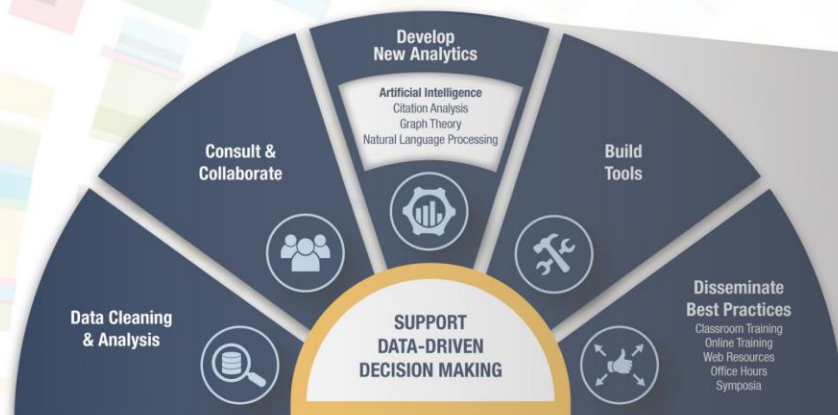 Develop
New Analytics
Artificial Intelligence
Citation Analysis
Graph Theory
Natural Language Processing
Consult &
Collaborate
Build
Tools
Data Cleaning
& Analysis
Disseminate
Best Practices
Classroom Training
Online Training
Web Resources
Office Hours
Symposia
SUPPORT
DATA-DRIVEN
DECISION MAKING